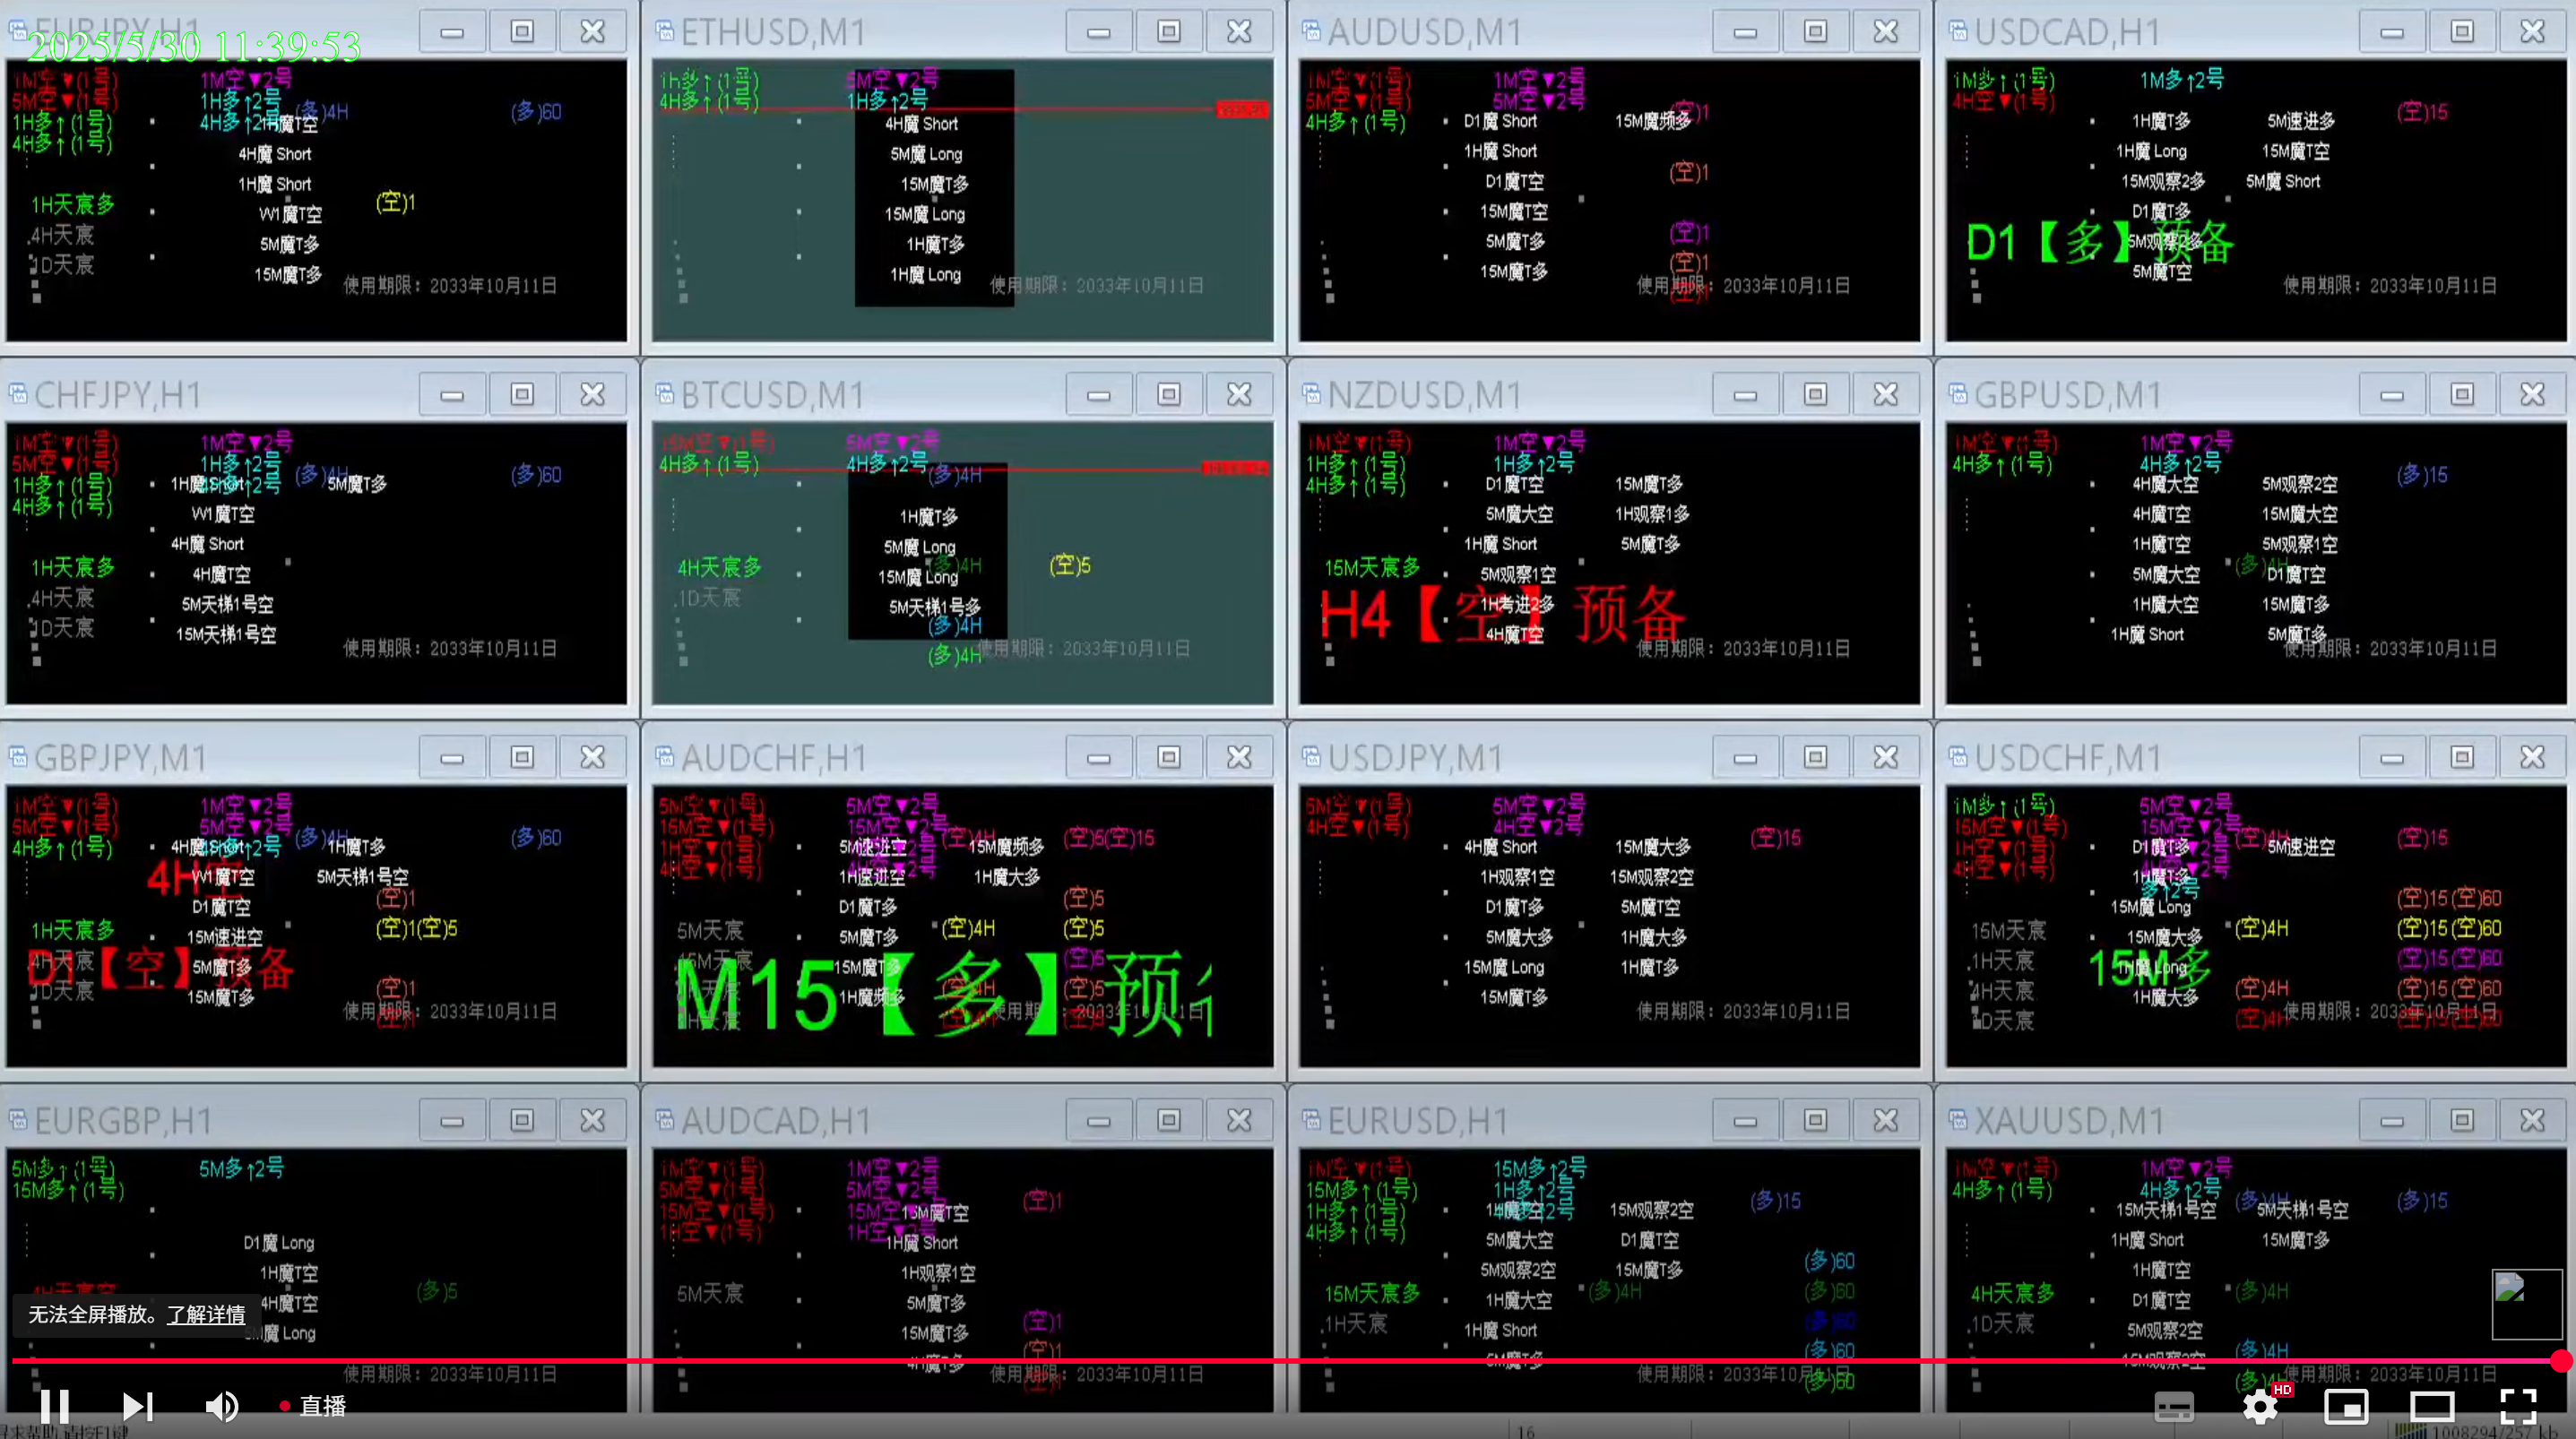 2025/5/30 11:39:53
EURJPY,H1
1M空▼(1号)
5M空▼(1号)
1H多↑(1号)
4H多↑(1号)
1M空▼2号
1H多↑2号
4H多↑2号
(多)4H
(多)60
1H魔T空
4H魔 Short
1H魔 Short
W1魔T空
5M魔T多
15M魔T多
(空)1
1H天宸多
4H天宸
1D天宸
使用期限：2033年10月11日
ETHUSD,M1
1h多↑(1号)
4H多↑(1号)
5M空▼2号
1H多↑2号
4H魔 Short
5M魔 Long
15M魔T多
15M魔 Long
1H魔T多
1H魔 Long
使用期限：2033年10月11日
AUDUSD,M1
1M空▼(1号)
5M空▼(1号)
4H多↑(1号)
1M空▼2号
5M空▼2号
D1魔 Short
15M魔频多
1H魔 Short
D1魔T空
15M魔T空
5M魔T多
15M魔T多
(空)1
(空)1
(空)1
(空)1
使用期限：2033年10月11日
USDCAD,H1
1M多↑(1号)
4H空▼(1号)
1M多↑2号
1H魔T多
5M速进多
(空)15
1H魔 Long
15M魔T空
15M观察2多
5M魔 Short
D1魔T多
D1【多】预备
5M魔T空
使用期限：2033年10月11日
CHFJPY,H1
1M空▼(1号)
5M空▼(1号)
1H多↑(1号)
4H多↑(1号)
1M空▼2号
1H多↑2号
4H多↑2号
(多)4H
(多)60
1H魔 Short
5M魔T多
W1魔T空
4H魔 Short
4H魔T空
5M天梯1号空
15M天梯1号空
1H天宸多
4H天宸
1D天宸
使用期限：2033年10月11日
BTCUSD,M1
15M空▼(1号)
4H多↑(1号)
5M空▼2号
4H多↑2号
(多)4H
1H魔T多
5M魔 Long
(多)4H
(空)5
15M魔 Long
5M天梯1号多
(多)4H
(多)4H
4H天宸多
1D天宸
使用期限：2033年10月11日
NZDUSD,M1
1M空▼(1号)
1H多↑(1号)
4H多↑(1号)
1M空▼2号
1H多↑2号
D1魔T空
15M魔T多
5M魔大空
1H观察1多
1H魔 Short
5M魔T多
5M观察1空
4H魔T空
15M天宸多
H4【空】预备
使用期限：2033年10月11日
GBPUSD,M1
1M空▼(1号)
4H多↑(1号)
1M空▼2号
4H多↑2号
(多)15
4H魔大空
5M观察2空
4H魔T空
15M魔大空
1H魔T空
5M观察1空
5M魔大空
(多)4H
D1魔T空
1H魔大空
15M魔T多
1H魔 Short
5M魔T多
使用期限：2033年10月11日
GBPJPY,M1
1M空▼(1号)
5M空▼(1号)
4H多↑(1号)
1M空▼2号
5M空▼2号
4H多↑2号
(多)4H
(多)60
4H魔 Short
1H魔T多
4H空
W1魔T空
5M天梯1号空
D1魔T空
(空)1
15M速进空
(空)1(空)5
5M魔T多
15M魔T多
(空)1
1H天宸多
4H天宸
1D天宸
【空】预备
使用期限：2033年10月11日
AUDCHF,H1
5M空▼(1号)
15M空▼(1号)
1H空▼(1号)
4H空▼(1号)
5M空▼2号
15M空▼2号
(空)4H
(空)5(空)15
5M速进空
15M魔频多
1H速进空
1H魔大多
D1魔T多
(空)5
5M魔T多
(空)4H
(空)5
15M魔T多
(空)5
1H魔频多
(空)4H
(空)5
5M天宸
15M天宸
M15【多】预
使用期限：2033年10月11日
USDJPY,M1
5M空▼(1号)
4H空▼(1号)
5M空▼2号
4H空▼2号
(空)15
4H魔 Short
15M魔大多
1H观察1空
15M观察2空
D1魔T多
5M魔T空
5M魔大多
1H魔大多
15M魔 Long
1H魔T多
15M魔T多
使用期限：2033年10月11日
USDCHF,M1
1M多↑(1号)
15M空▼(1号)
1H空▼(1号)
4H空▼(1号)
5M空▼2号
15M空▼2号
多↑2号
(空)4H
(空)15
D1魔T多
5M速进空
1H魔T多
15M魔 Long
(空)15(空)60
15M魔大多
(空)4H
(空)15(空)60
1H魔 Long
(空)15(空)60
1H魔大多
(空)4H
(空)15(空)60
(空)4H
15M天宸
1H天宸
4H天宸
1D天宸
15M多
使用期限：2033年10月11日
EURGBP,H1
5M多↑(1号)
15M多↑(1号)
5M多↑2号
D1魔 Long
1H魔T空
4H魔T空
5M魔 Long
(多)5
4H天宸空
使用期限：2033年10月11日
AUDCAD,H1
1M空▼(1号)
5M空▼(1号)
15M空▼(1号)
1H空▼(1号)
1M空▼2号
5M空▼2号
15M空▼2号
1H空▼2号
(空)1
15M魔T空
1H魔 Short
1H观察1空
5M魔T多
15M魔T多
4H魔T多
(空)1
(空)1
5M天宸
使用期限：2033年10月11日
EURUSD,H1
1M空▼(1号)
15M多↑(1号)
1H多↑(1号)
4H多↑(1号)
15M多↑2号
1H多↑2号
(多)15
15M观察2空
5M魔大空
D1魔T空
5M观察2空
15M魔T多
1H魔大空
1H魔 Short
5M魔T多
(多)60
(多)4H
(多)60
(多)60
(多)60
(多)60
15M天宸多
1H天宸
使用期限：2033年10月11日
XAUUSD,M1
1M空▼(1号)
4H多↑(1号)
1M空▼2号
4H多↑2号
(多)4H
(多)15
15M天梯1号空
5M天梯1号空
1H魔 Short
15M魔T多
1H魔T空
D1魔T空
5M观察2空
15M观察2空
(多)4H
(多)4H
(多)4H
4H天宸多
1D天宸
使用期限：2033年10月11日
无法全屏播放。了解详情
直播
HD
16
1008294/257 kb